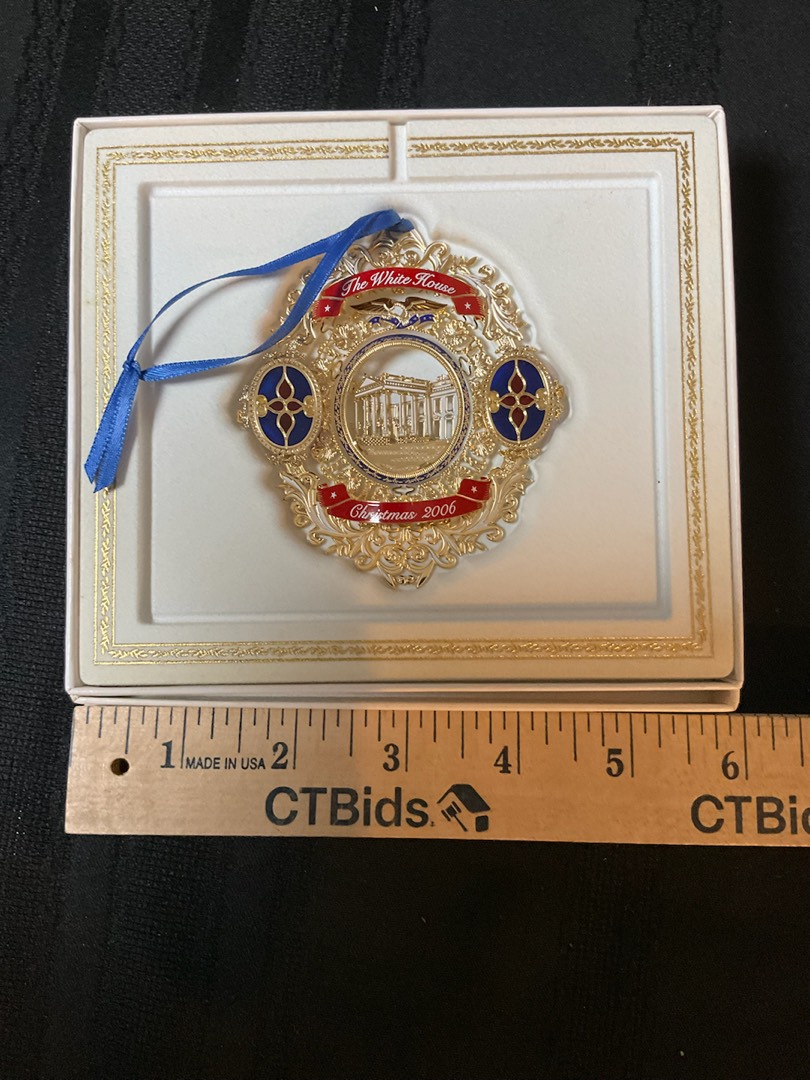 The White House
Christmas 2006
1 MADE IN USA 2 3 4 5 6
CTBids. CTBid